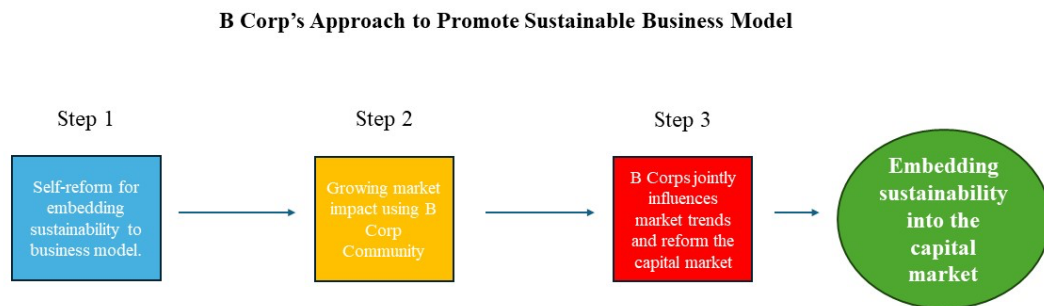 B Corp's Approach to Promote Sustainable Business Model
Step 1
Self-reform for
embedding
sustainability to
business model.
Step 2
Growing market
impact using B
Corp
Community
Step 3
B Corps jointly
influences
market trends
and reform the
capital market
Embedding
sustainability
into the
capital
market